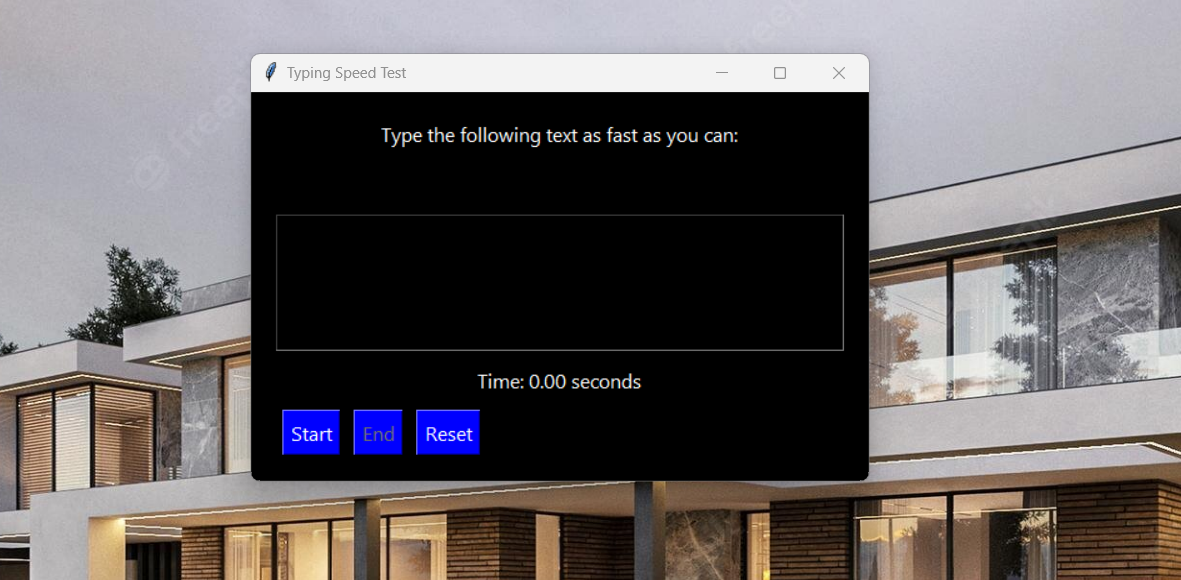 Typing Speed Test
Type the following text as fast as you can:
Time: 0.00 seconds
Start End Reset